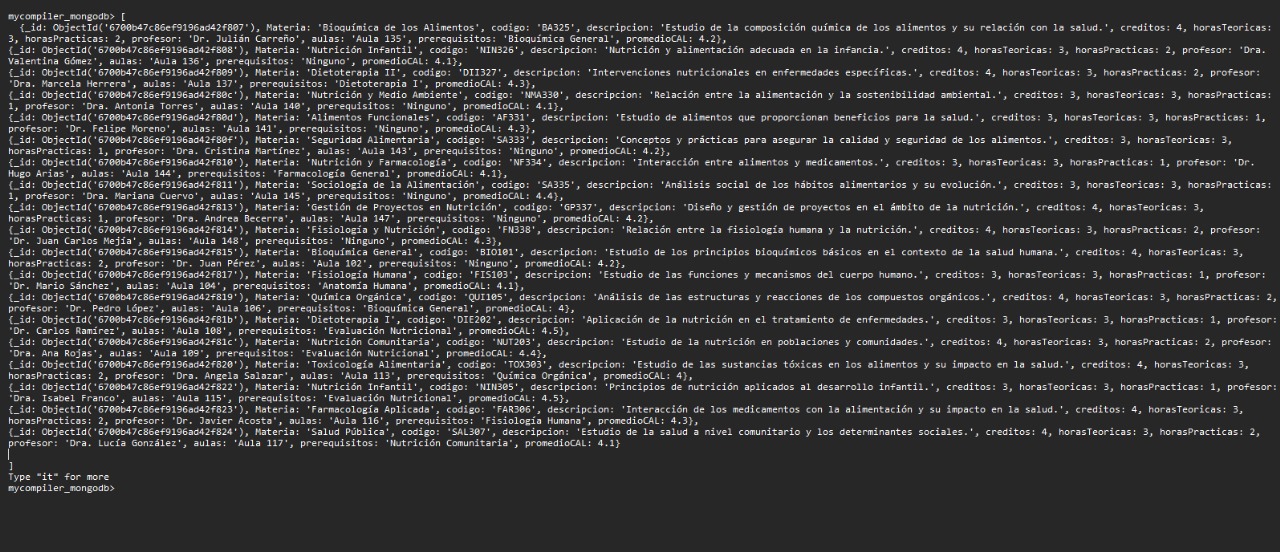 mycompiler_mongodb> [
{_id: ObjectId('6700b47c86ef9196ad42f807'), Materia: 'Bioquímica de los Alimentos', codigo: 'BA325', descripcion: 'Estudio de la composición química de los alimentos y su relación con la salud.', creditos: 4, horasTeoricas:
3, horasPracticas: 2, profesor: 'Dr. Julián Carreño', aulas: 'Aula 135', prerequisitos: 'Bioquímica General', promedioCAL: 4.2},
{_id: ObjectId('6700b47c86ef9196ad42f808'), Materia: 'Nutrición Infantil', codigo: 'NIN326', descripcion: 'Nutrición y alimentación adecuada en la infancia.', creditos: 4, horasTeoricas: 3, horasPracticas: 2, profesor: 'Dra.
Valentina Gómez', aulas: 'Aula 136', prerequisitos: 'Ninguno', promedioCAL: 4.1},
{_id: ObjectId('6700b47c86ef9196ad42f809'), Materia: 'Dietoterapia II', codigo: 'DII327', descripcion: 'Intervenciones nutricionales en enfermedades específicas.', creditos: 4, horasTeoricas: 3, horasPracticas: 2, profesor:
'Dra. Marcela Herrera', aulas: 'Aula 137', prerequisitos: 'Dietoterapia I', promedioCAL: 4.3},
{_id: ObjectId('6700b47c86ef9196ad42f80c'), Materia: 'Nutrición y Medio Ambiente', codigo: 'NMA330', descripcion: 'Relación entre la alimentación y la sostenibilidad ambiental.', creditos: 3, horasTeoricas: 3, horasPracticas:
1, profesor: 'Dra. Antonia Torres', aulas: 'Aula 140', prerequisitos: 'Ninguno', promedioCAL: 4.1},
{_id: ObjectId('6700b47c86ef9196ad42f80d'), Materia: 'Alimentos Funcionales', codigo: 'AF331', descripcion: 'Estudio de alimentos que proporcionan beneficios para la salud.', creditos: 3, horasTeoricas: 3, horasPracticas: 1,
profesor: 'Dr. Felipe Moreno', aulas: 'Aula 141', prerequisitos: 'Ninguno', promedioCAL: 4.3},
{_id: ObjectId('6700b47c86ef9196ad42f80f'), Materia: 'Seguridad Alimentaria', codigo: 'SA333', descripcion: 'Conceptos y prácticas para asegurar la calidad y seguridad de los alimentos.', creditos: 3, horasTeoricas: 3,
horasPracticas: 1, profesor: 'Dra. Cristina Martínez', aulas: 'Aula 143', prerequisitos: 'Ninguno', promedioCAL: 4.2},
{_id: ObjectId('6700b47c86ef9196ad42f810'), Materia: 'Nutrición y Farmacología', codigo: 'NF334', descripcion: 'Interacción entre alimentos y medicamentos.', creditos: 3, horasTeoricas: 3, horasPracticas: 1, profesor: 'Dr.
Hugo Arias', aulas: 'Aula 144', prerequisitos: 'Farmacología General', promedioCAL: 4.1},
{_id: ObjectId('6700b47c86ef9196ad42f811'), Materia: 'Sociología de la Alimentación', codigo: 'SA335', descripcion: 'Análisis social de los hábitos alimentarios y su evolución.', creditos: 3, horasTeoricas: 3, horasPracticas:
1, profesor: 'Dra. Mariana Cuervo', aulas: 'Aula 145', prerequisitos: 'Ninguno', promedioCAL: 4.4},
{_id: ObjectId('6700b47c86ef9196ad42f813'), Materia: 'Gestión de Proyectos en Nutrición', codigo: 'GP337', descripcion: 'Diseño y gestión de proyectos en el ámbito de la nutrición.', creditos: 4, horasTeoricas: 3,
horasPracticas: 1, profesor: 'Dra. Andrea Becerra', aulas: 'Aula 147', prerequisitos: 'Ninguno', promedioCAL: 4.2},
{_id: ObjectId('6700b47c86ef9196ad42f814'), Materia: 'Fisiología y Nutrición', codigo: 'FN338', descripcion: 'Relación entre la fisiología humana y la nutrición.', creditos: 4, horasTeoricas: 3, horasPracticas: 2, profesor:
'Dr. Juan Carlos Mejía', aulas: 'Aula 148', prerequisitos: 'Ninguno', promedioCAL: 4.3},
{_id: ObjectId('6700b47c86ef9196ad42f815'), Materia: 'Bioquímica General', codigo: 'BIO101', descripcion: 'Estudio de los principios bioquímicos básicos en el contexto de la salud humana.', creditos: 4, horasTeoricas: 3,
horasPracticas: 2, profesor: 'Dr. Juan Pérez', aulas: 'Aula 102', prerequisitos: 'Ninguno', promedioCAL: 4.2},
{_id: ObjectId('6700b47c86ef9196ad42f817'), Materia: 'Fisiología Humana', codigo: 'FIS103', descripcion: 'Estudio de las funciones y mecanismos del cuerpo humano.', creditos: 3, horasTeoricas: 3, horasPracticas: 1, profesor:
'Dr. Mario Sánchez', aulas: 'Aula 104', prerequisitos: 'Anatomía Humana', promedioCAL: 4.1},
{_id: ObjectId('6700b47c86ef9196ad42f819'), Materia: 'Química Orgánica', codigo: 'QUI105', descripcion: 'Análisis de las estructuras y reacciones de los compuestos orgánicos.', creditos: 4, horasTeoricas: 3, horasPracticas: 2,
profesor: 'Dr. Pedro López', aulas: 'Aula 106', prerequisitos: 'Bioquímica General', promedioCAL: 4},
{_id: ObjectId('6700b47c86ef9196ad42f81b'), Materia: 'Dietoterapia I', codigo: 'DIE202', descripcion: 'Aplicación de la nutrición en el tratamiento de enfermedades.', creditos: 3, horasTeoricas: 3, horasPracticas: 1, profesor:
'Dr. Carlos Ramírez', aulas: 'Aula 108', prerequisitos: 'Evaluación Nutricional', promedioCAL: 4.5},
{_id: ObjectId('6700b47c86ef9196ad42f81c'), Materia: 'Nutrición Comunitaria', codigo: 'NUT203', descripcion: 'Estudio de la nutrición en poblaciones y comunidades.', creditos: 4, horasTeoricas: 3, horasPracticas: 2, profesor:
'Dra. Ana Rojas', aulas: 'Aula 109', prerequisitos: 'Evaluación Nutricional', promedioCAL: 4.4},
{_id: ObjectId('6700b47c86ef9196ad42f820'), Materia: 'Toxicología Alimentaria', codigo: 'TOX303', descripcion: 'Estudio de las sustancias tóxicas en los alimentos y su impacto en la salud.', creditos: 4, horasTeoricas: 3,
horasPracticas: 2, profesor: 'Dra. Angela Salazar', aulas: 'Aula 113', prerequisitos: 'Química Orgánica', promedioCAL: 4},
{_id: ObjectId('6700b47c86ef9196ad42f822'), Materia: 'Nutrición Infantil', codigo: 'NIN305', descripcion: 'Principios de nutrición aplicados al desarrollo infantil.', creditos: 3, horasTeoricas: 3, horasPracticas: 1, profesor:
'Dra. Isabel Franco', aulas: 'Aula 115', prerequisitos: 'Evaluación Nutricional', promedioCAL: 4.5},
{_id: ObjectId('6700b47c86ef9196ad42f823'), Materia: 'Farmacología Aplicada', codigo: 'FAR306', descripcion: 'Interacción de los medicamentos con la alimentación y su impacto en la salud.', creditos: 4, horasTeoricas: 3,
horasPracticas: 2, profesor: 'Dr. Javier Acosta', aulas: 'Aula 116', prerequisitos: 'Fisiología Humana', promedioCAL: 4.3},
{_id: ObjectId('6700b47c86ef9196ad42f824'), Materia: 'Salud Pública', codigo: 'SAL307', descripcion: 'Estudio de la salud a nivel comunitario y los determinantes sociales.', creditos: 4, horasTeoricas: 3, horasPracticas: 2,
profesor: 'Dra. Lucía González', aulas: 'Aula 117', prerequisitos: 'Nutrición Comunitaria', promedioCAL: 4.1}
]
Type "it" for more
mycompiler_mongodb>